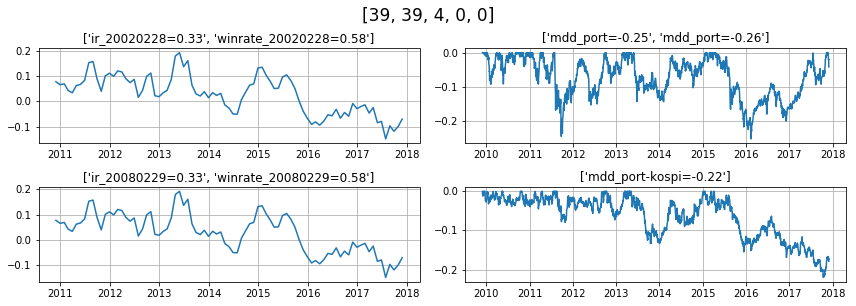 [39, 39, 4, 0, 0]
['ir_20020228=0.33', 'winrate_20020228=0.58']
0.2
0.1
0.0
−0.1
2011 2012 2013 2014 2015 2016 2017 2018
['mdd_port=-0.25', 'mdd_port=-0.26']
0.0
−0.1
−0.2
2010 2011 2012 2013 2014 2015 2016 2017 2018
['ir_20080229=0.33', 'winrate_20080229=0.58']
0.2
0.1
0.0
−0.1
2011 2012 2013 2014 2015 2016 2017 2018
['mdd_port-kospi=-0.22']
0.0
−0.1
−0.2
2010 2011 2012 2013 2014 2015 2016 2017 2018